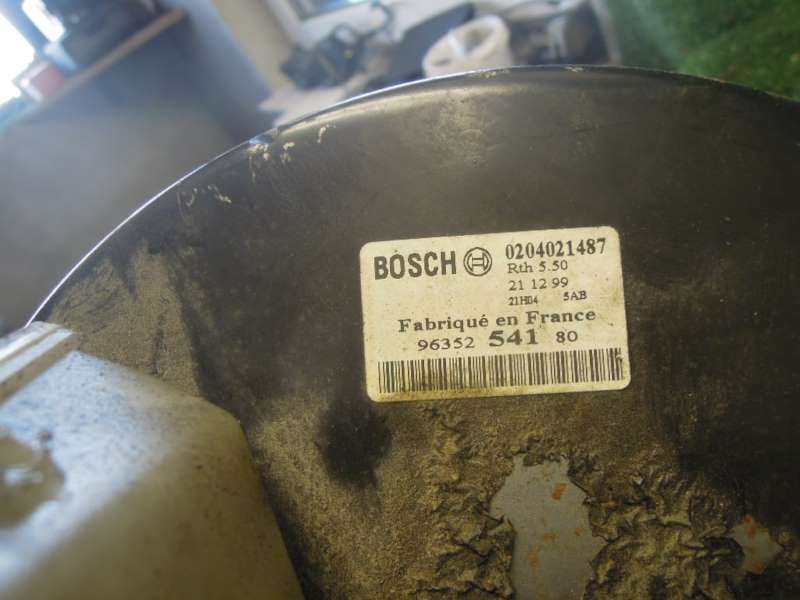 BOSCH 0204021487
Rth 5.50
21 12 99
21H04 5AB
Fabriqué en France
96352 541 80